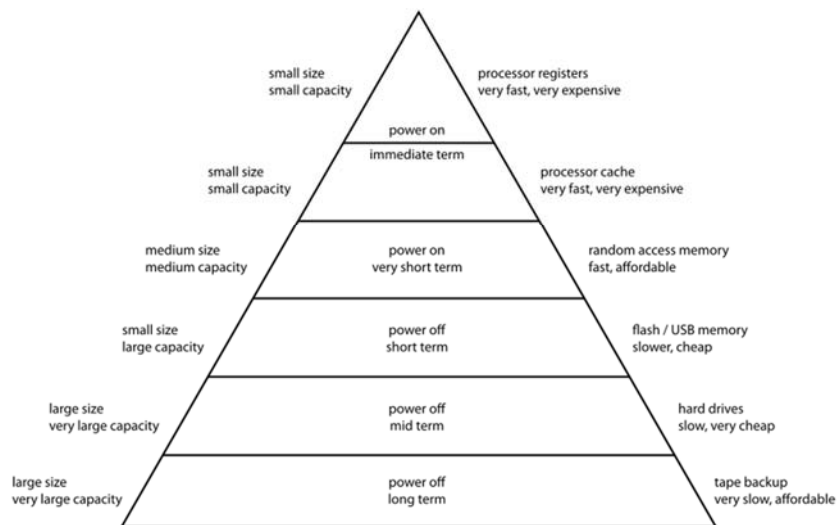 small size
small capacity
processor registers
very fast, very expensive
power on
immediate term
small size
small capacity
processor cache
very fast, very expensive
medium size
medium capacity
power on
very short term
random access memory
fast, affordable
small size
large capacity
power off
short term
flash / USB memory
slower, cheap
large size
very large capacity
power off
mid term
hard drives
slow, very cheap
large size
very large capacity
power off
long term
tape backup
very slow, affordable